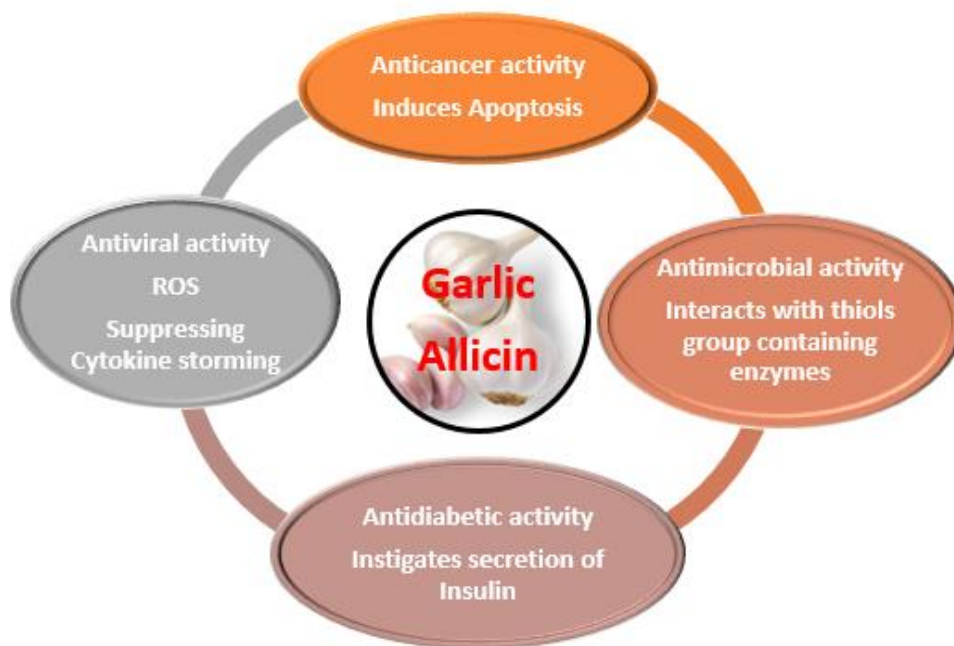 Anticancer activity
Induces Apoptosis
Antiviral activity
ROS
Suppressing
Cytokine storming
Garlic
Allicin
Antimicrobial activity
Interacts with thiols
group containing
enzymes
Antidiabetic activity
Instigates secretion of
Insulin